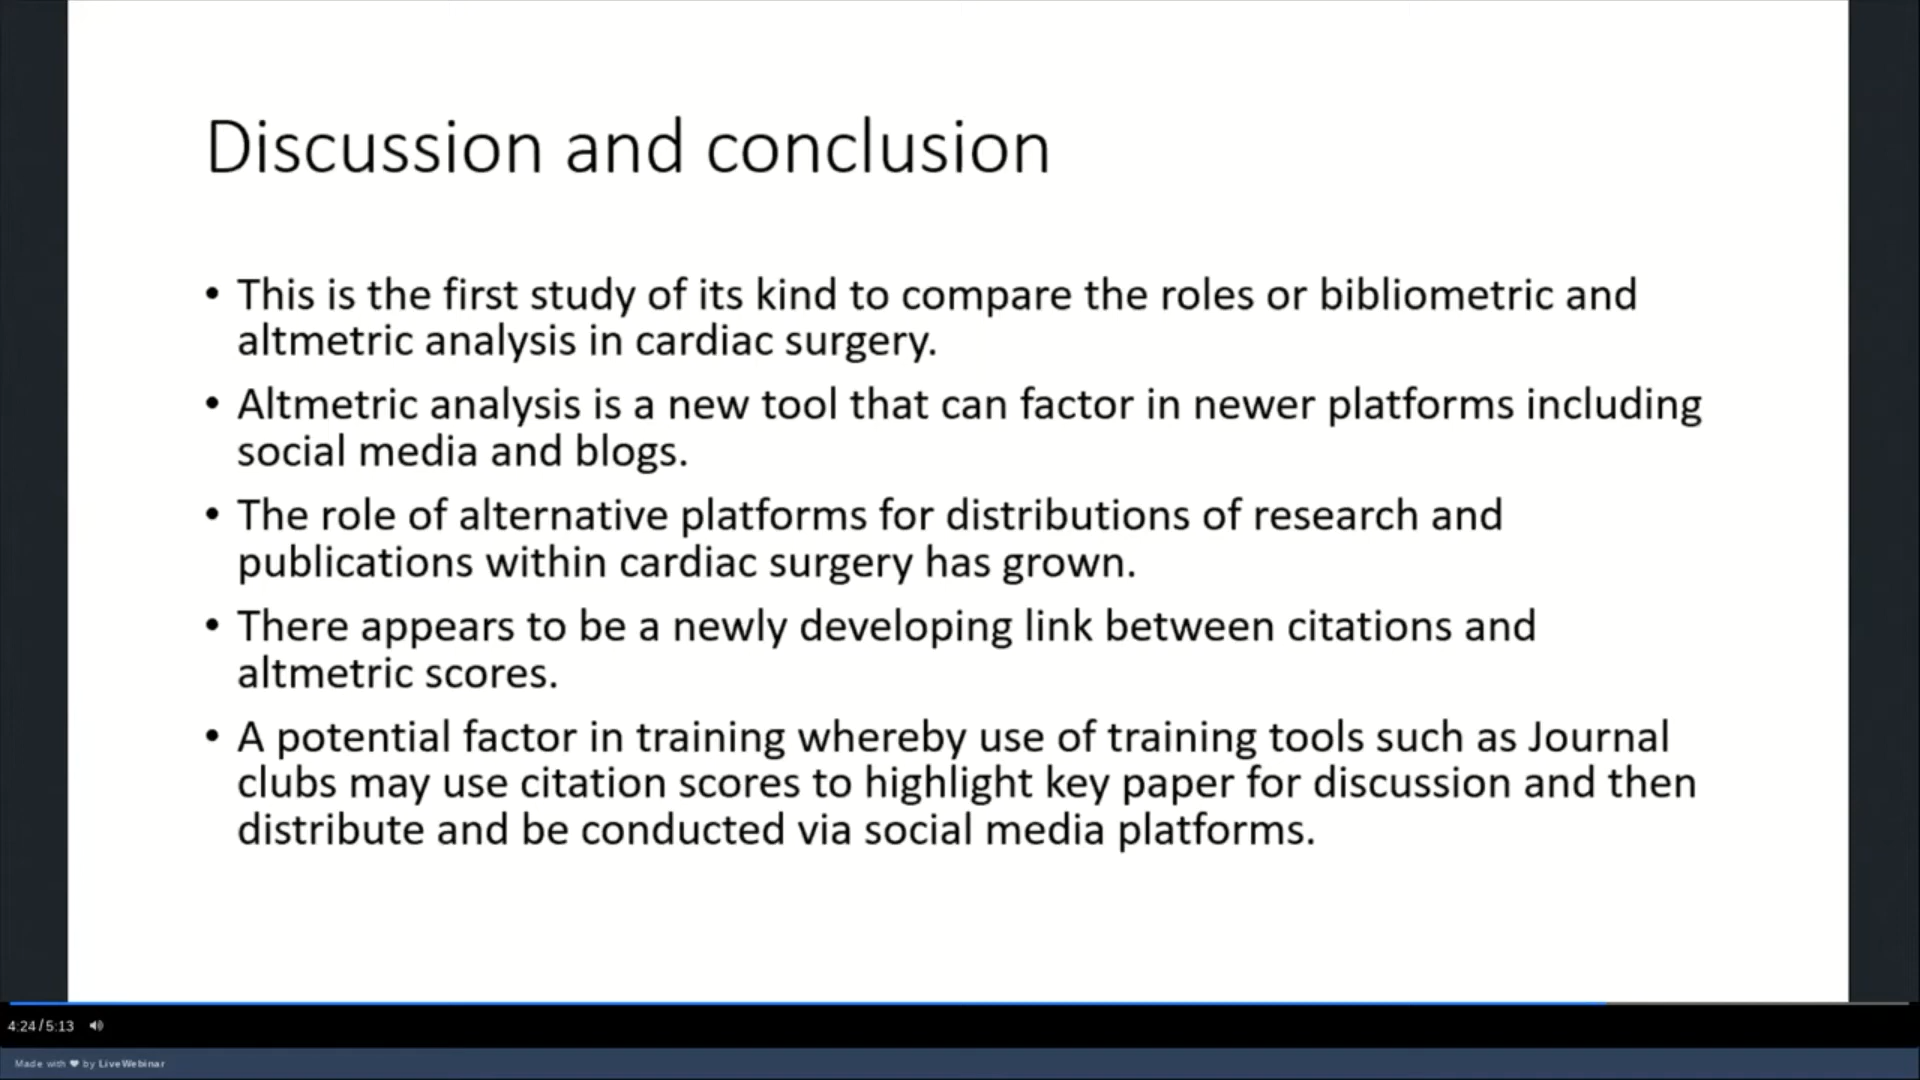 Discussion and conclusion
• This is the first study of its kind to compare the roles or bibliometric and
altmetric analysis in cardiac surgery.
• Altmetric analysis is a new tool that can factor in newer platforms including
social media and blogs.
• The role of alternative platforms for distributions of research and
publications within cardiac surgery has grown.
• There appears to be a newly developing link between citations and
altmetric scores.
• A potential factor in training whereby use of training tools such as Journal
clubs may use citation scores to highlight key paper for discussion and then
distribute and be conducted via social media platforms.
4:24/5:13
Made with ❤ by LiveWebinar